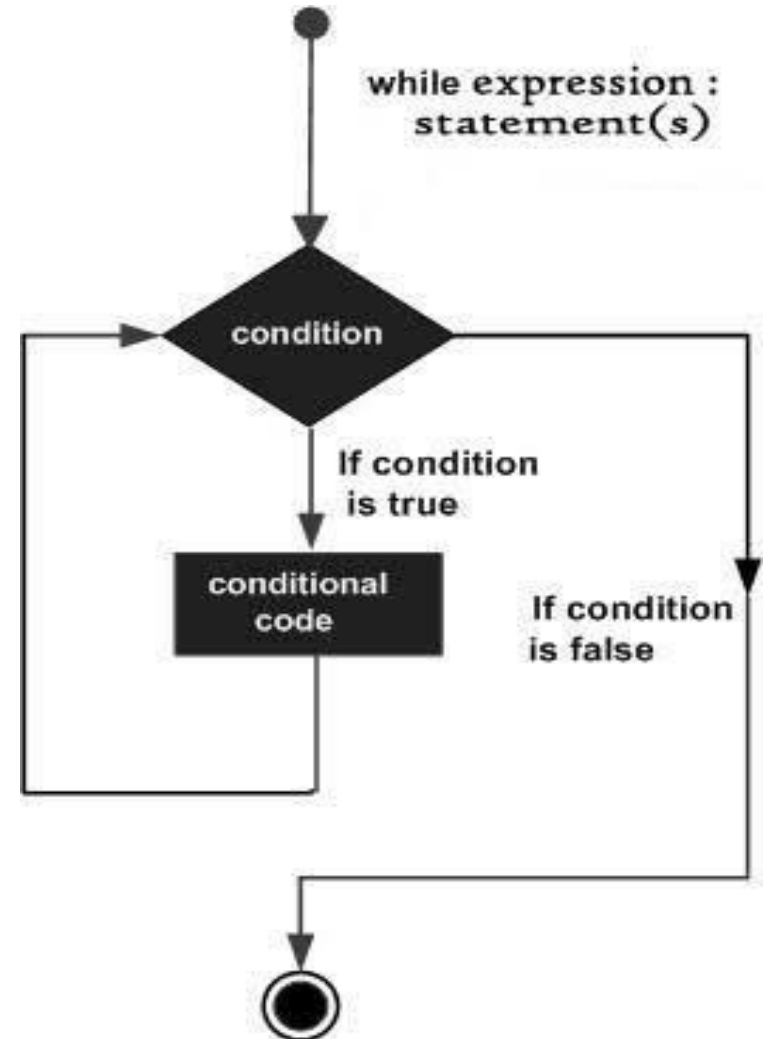 while expression :
statement(s)
condition
If condition
is true
conditional
code
If condition
is false